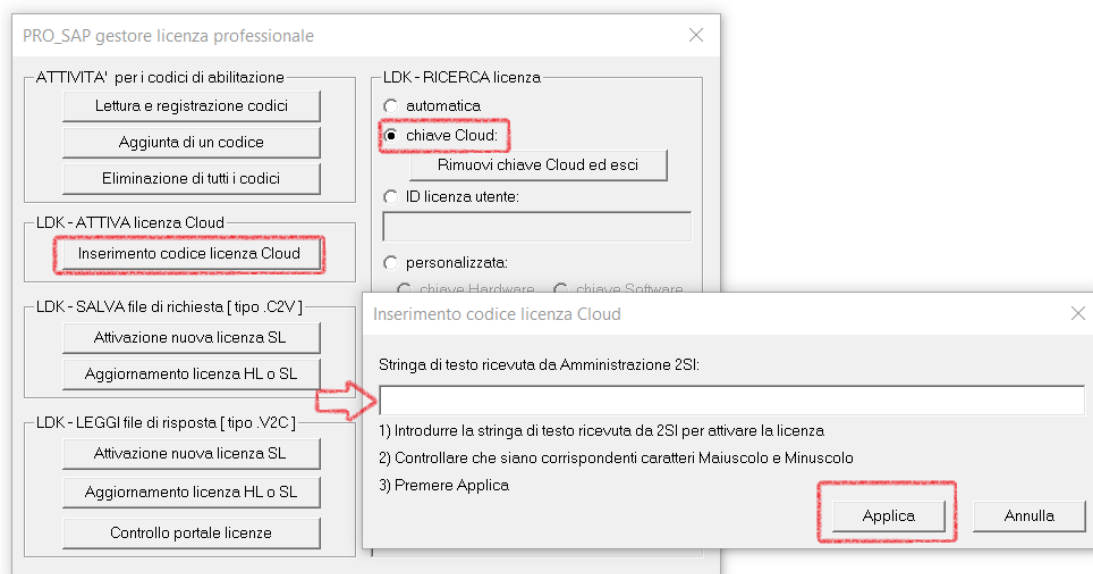 PRO_SAP gestore licenza professionale
ATTIVITA' per i codici di abilitazione
Lettura e registrazione codici
Aggiunta di un codice
Eliminazione di tutti i codici
LDK - ATTIVA licenza Cloud
Inserimento codice licenza Cloud
LDK - SALVA file di richiesta [ tipo .C2V ]
Attivazione nuova licenza SL
Aggiornamento licenza HL o SL
LDK - LEGGI file di risposta [ tipo .V2C ]
Attivazione nuova licenza SL
Aggiornamento licenza HL o SL
Controllo portale licenze
LDK - RICERCA licenza
automatica
chiave Cloud:
Rimuovi chiave Cloud ed esci
ID licenza utente:
personalizzata:
chiave Hardware chiave Software
Inserimento codice licenza Cloud
Stringa di testo ricevuta da Amministrazione 2SI:
1) Introdurre la stringa di testo ricevuta da 2SI per attivare la licenza
2) Controllare che siano corrispondenti caratteri Maiuscolo e Minuscolo
3) Premere Applica
Applica Annulla